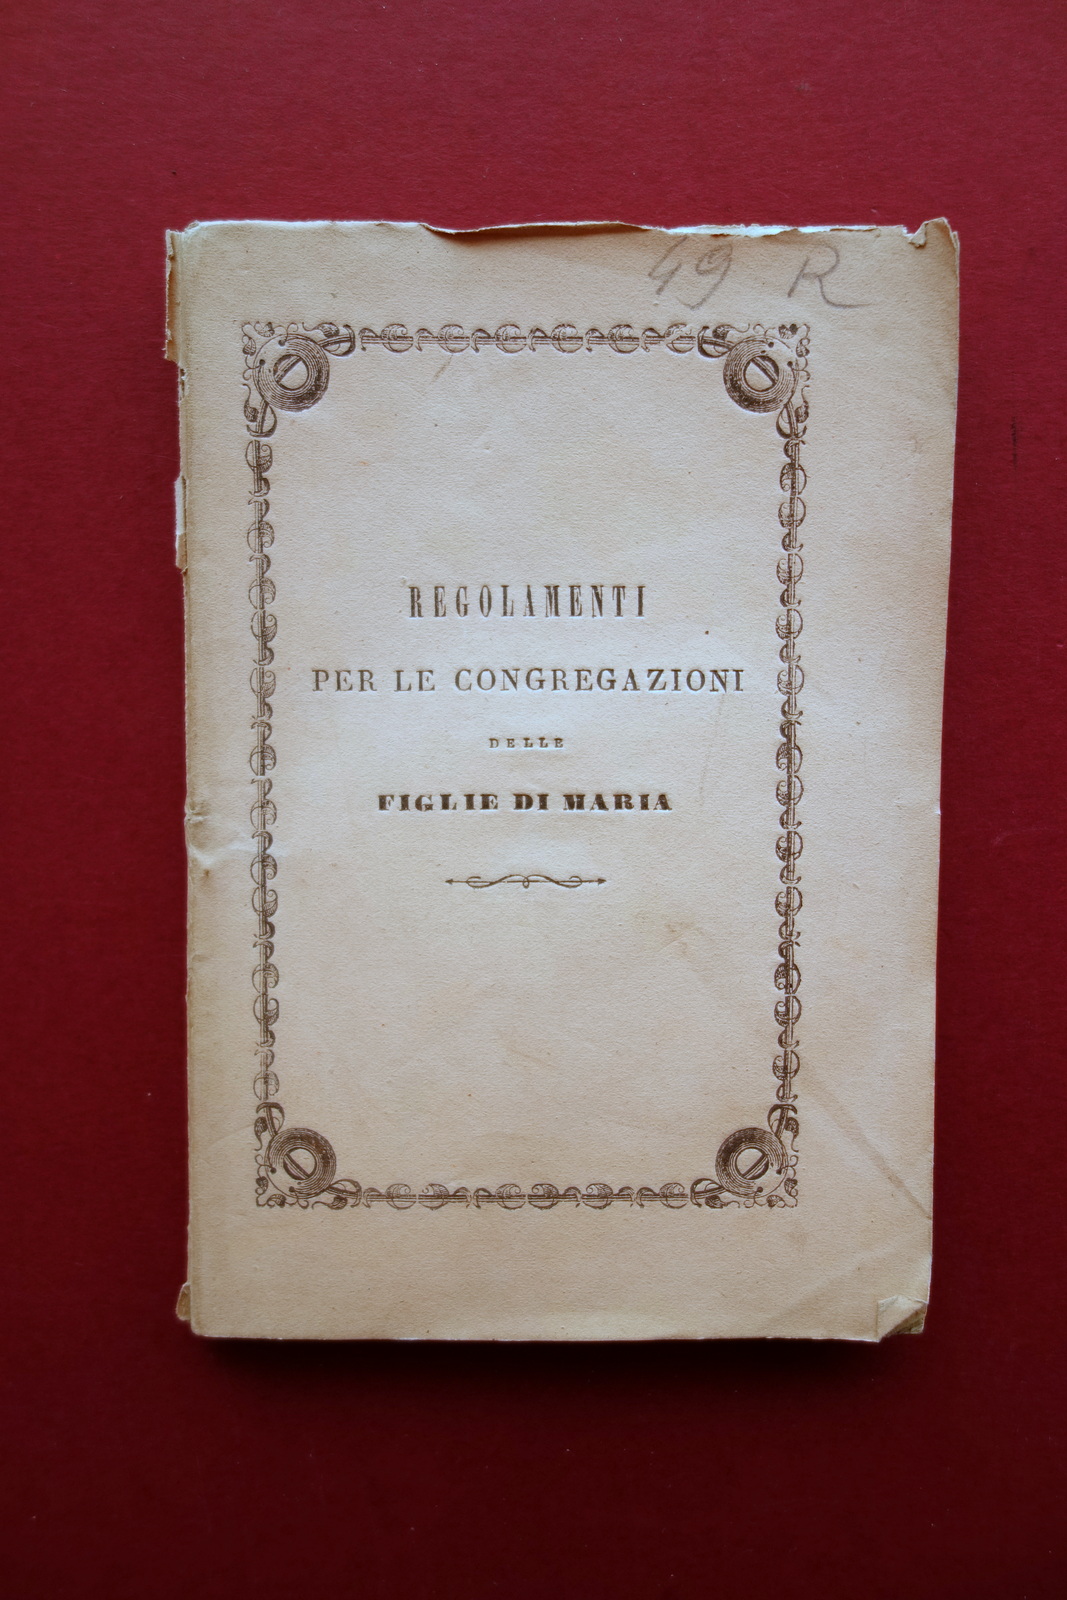 49 R
REGOLAMENTI
PER LE CONGREGAZIONI
DELLE
FIGLIE DI MARIA